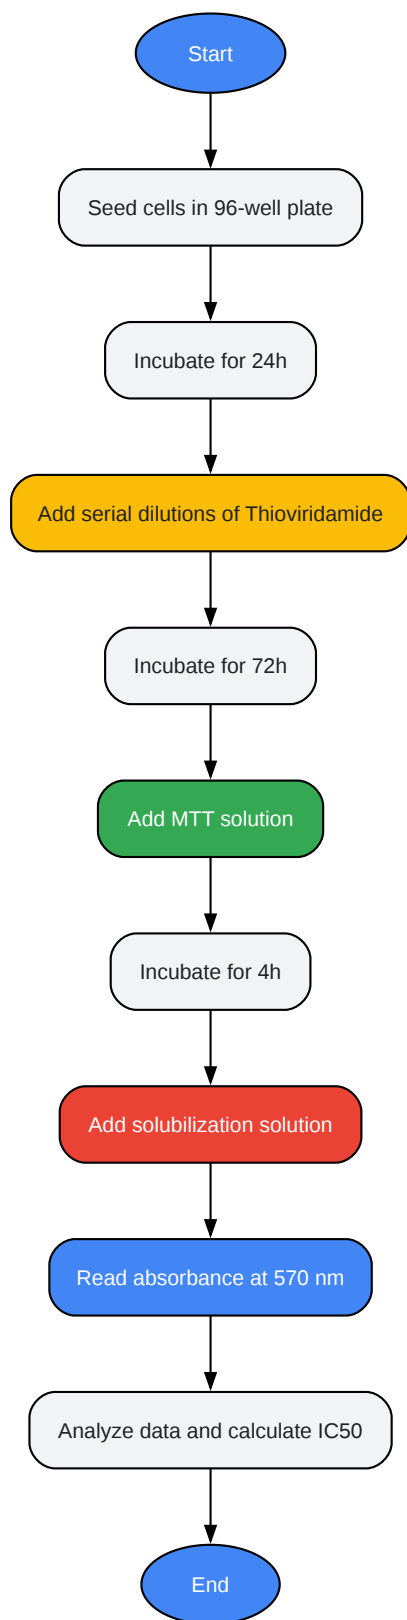 Start
Seed cells in 96-well plate
Incubate for 24h
Add serial dilutions of Thioviridamide
Incubate for 72h
Add MTT solution
Incubate for 4h
Add solubilization solution
Read absorbance at 570 nm
Analyze data and calculate IC50
End